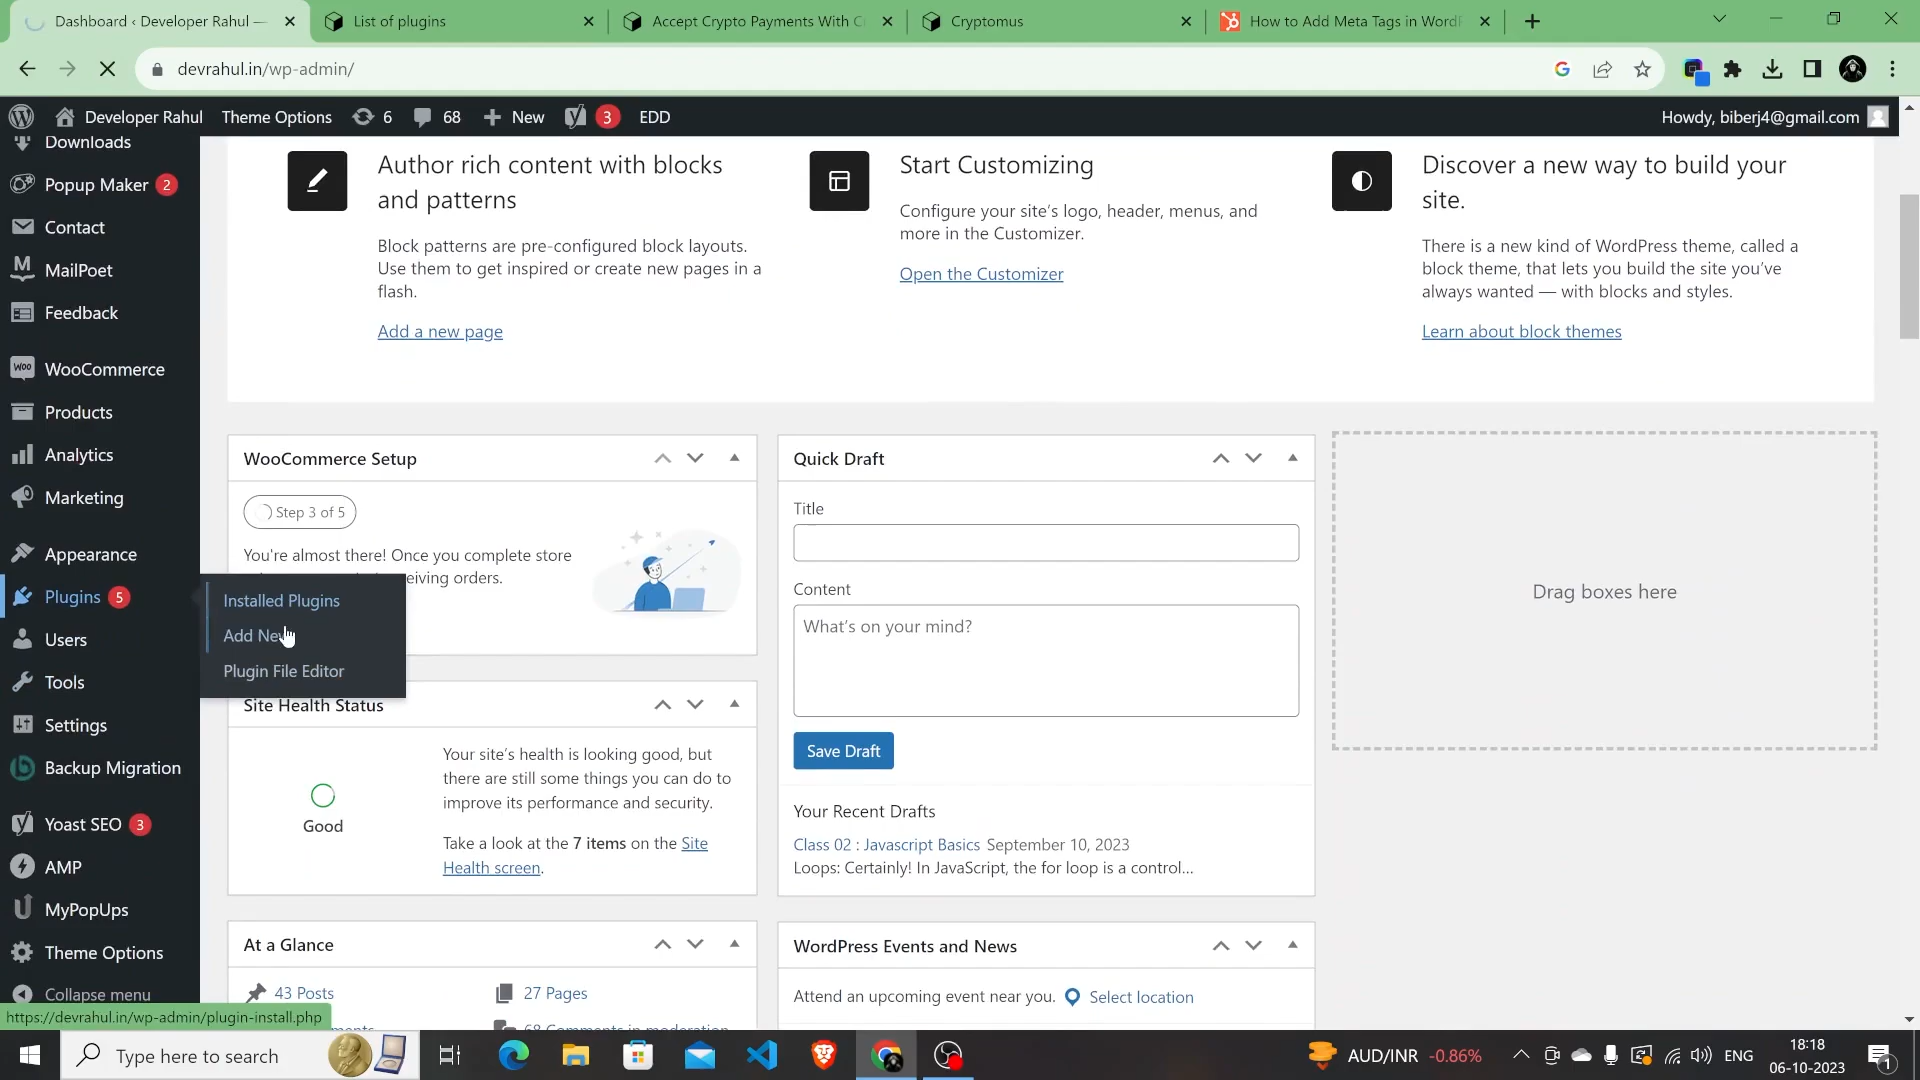 Dashboard ‹ Developer Rahul —
List of plugins
Accept Crypto Payments With C
Cryptomus
How to Add Meta Tags in WordP
devrahul.in/wp-admin/
Developer Rahul
Theme Options
6
68
New
3
EDD
Howdy, biberj4@gmail.com
Downloads
Popup Maker 2
Contact
MailPoet
Feedback
WooCommerce
Products
Analytics
Marketing
Appearance
Plugins 5
Users
Tools
Settings
Backup Migration
Yoast SEO 3
AMP
MyPopUps
Theme Options
Collapse menu
Installed Plugins
Add New
Plugin File Editor
Author rich content with blocks
and patterns
Block patterns are pre-configured block layouts.
Use them to get inspired or create new pages in a
flash.
Add a new page
Start Customizing
Configure your site's logo, header, menus, and
more in the Customizer.
Open the Customizer
Discover a new way to build your
site.
There is a new kind of WordPress theme, called a
block theme, that lets you build the site you've
always wanted — with blocks and styles.
Learn about block themes
WooCommerce Setup
Step 3 of 5
You're almost there! Once you complete store
eiving orders.
Site Health Status
Good
Your site's health is looking good, but
there are still some things you can do to
improve its performance and security.
Take a look at the 7 items on the Site
Health screen.
At a Glance
43 Posts
27 Pages
68 Comments in moderation
Quick Draft
Title
Content
What's on your mind?
Save Draft
Your Recent Drafts
Class 02 : Javascript Basics September 10, 2023
Loops: Certainly! In JavaScript, the for loop is a control...
WordPress Events and News
Attend an upcoming event near you.
Select location
Drag boxes here
https://devrahul.in/wp-admin/plugin-install.php
Type here to search
AUD/INR -0.86%
ENG
18:18
06-10-2023
1